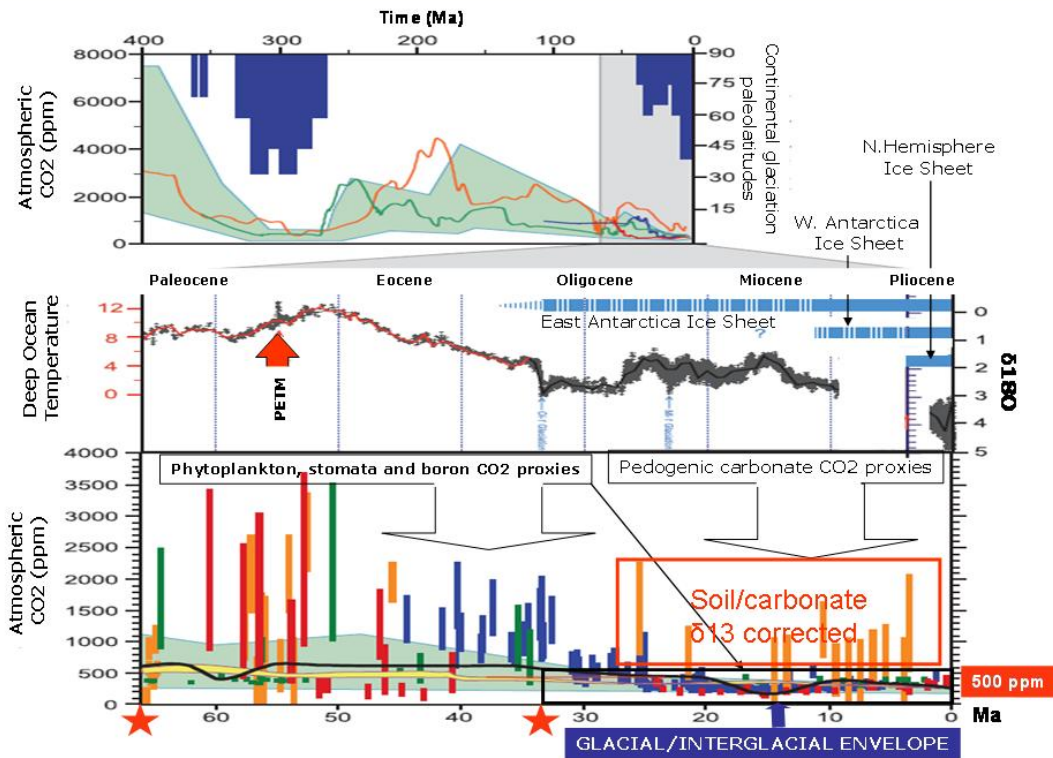 Time (Ma)
400
300
200
100
0
8000
6000
4000
2000
0
Atmospheric
CO2 (ppm)
90
75
60
45
30
15
Continental glaciation
paleolatitudes
N.Hemisphere
Ice Sheet
W. Antarctica
Ice Sheet
Paleocene
Eocene
Oligocene
Miocene
Pliocene
12
8
4
0
Deep Ocean
Temperature
PETM
East Antarctica Ice Sheet
?
0
1
2
3
4
5
δ18O
Phytoplankton, stomata and boron CO2 proxies
Pedogenic carbonate CO2 proxies
4000
3500
3000
2500
2000
1500
1000
500
0
Atmospheric
CO2 (ppm)
Soil/carbonate
δ13 corrected
500 ppm
60
50
40
30
20
10
0
Ma
GLACIAL/INTERGLACIAL ENVELOPE